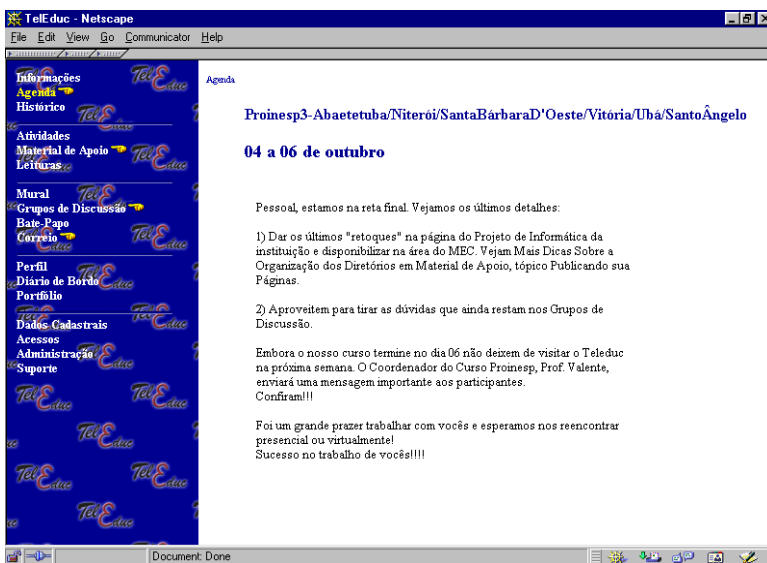 TelEduc - Netscape
File Edit View Go Communicator Help
Informações
Agenda
Histórico
Atividades
Material de Apoio
Leituras
Mural
Grupos de Discussão
Bate-Papo
Correio
Perfil
Diário de Bordo
Portfólio
Dados Cadastrais
Acessos
Administração
Suporte
TelEduc
Agenda
Proinesp3-Abaetetuba/Niterói/SantaBárbaraD'Oeste/Vitória/Ubá/SantoÂngelo
04 a 06 de outubro
Pessoal, estamos na reta final. Vejamos os últimos detalhes:
1) Dar os últimos "retoques" na página do Projeto de Informática da
instituição e disponibilizar na área do MEC. Vejam Mais Dicas Sobre a
Organização dos Diretórios em Material de Apoio, tópico Publicando sua
Páginas.
2) Aproveitem para tirar as dúvidas que ainda restam nos Grupos de
Discussão.
Embora o nosso curso termine no dia 06 não deixem de visitar o Teleduc
na próxima semana. O Coordenador do Curso Proinesp, Prof. Valente,
enviará uma mensagem importante aos participantes.
Confiram!!!
Foi um grande prazer trabalhar com vocês e esperamos nos reencontrar
presencial ou virtualmente!
Sucesso no trabalho de vocês!!!!
Document: Done